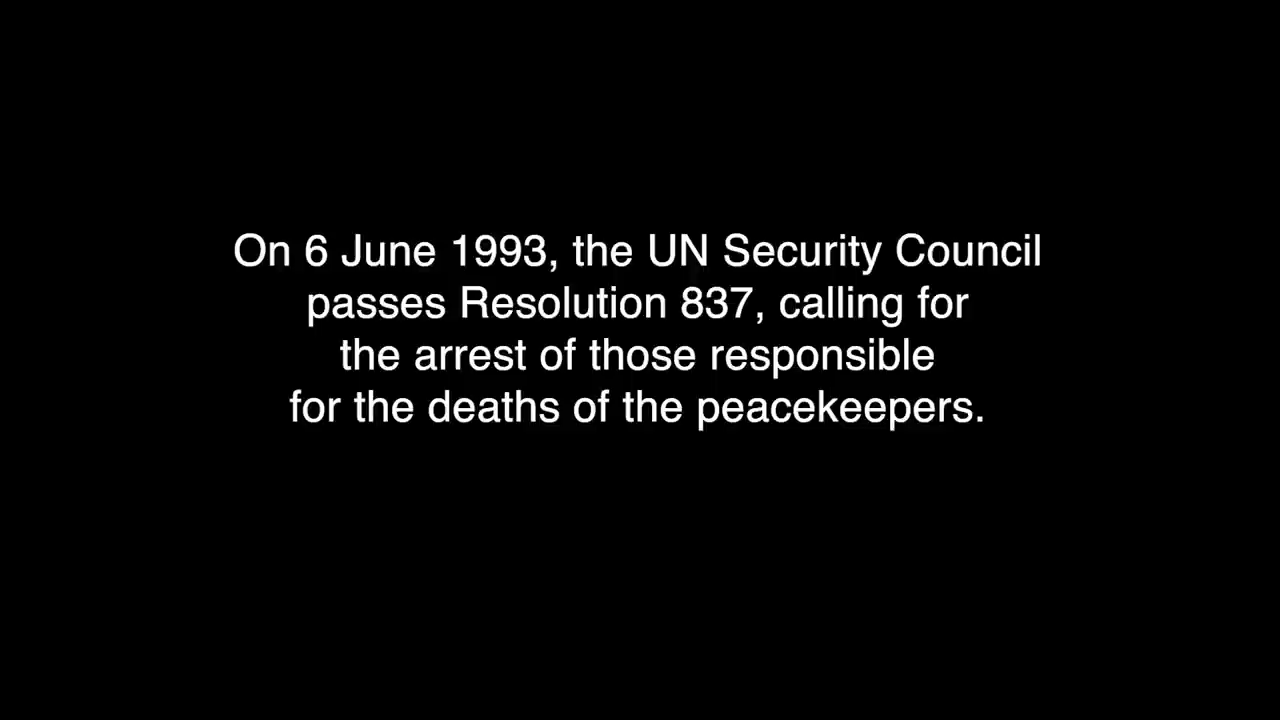 On 6 June 1993, the UN Security Council
passes Resolution 837, calling for
the arrest of those responsible
for the deaths of the peacekeepers.